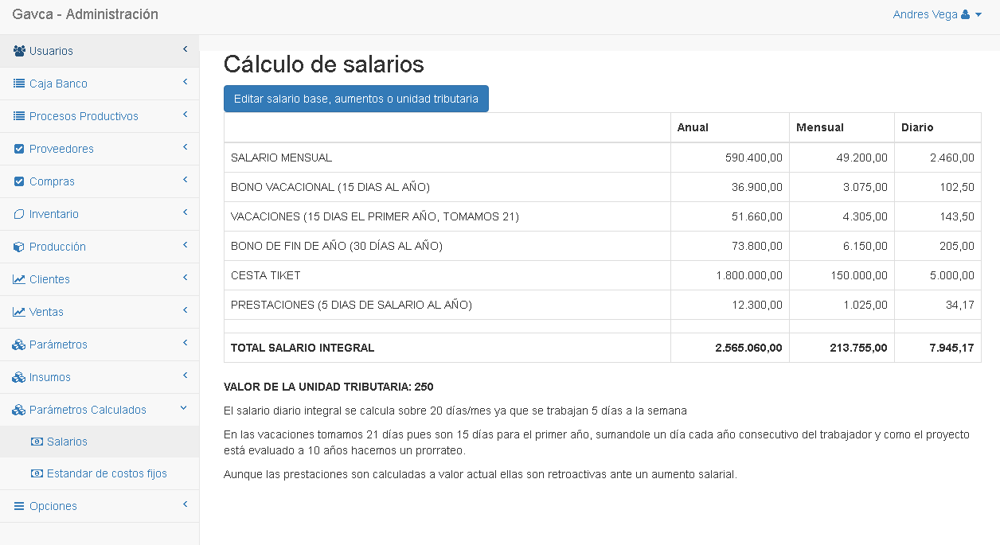 Gavca - Administración
Andres Vega
Usuarios
Caja Banco
Procesos Productivos
Proveedores
Compras
Inventario
Producción
Clientes
Ventas
Parámetros
Insumos
Parámetros Calculados
Salarios
Estandar de costos fijos
Opciones
Cálculo de salarios
Editar salario base, aumentos o unidad tributaria
Anual Mensual Diario
SALARIO MENSUAL 590.400,00 49.200,00 2.460,00
BONO VACACIONAL (15 DIAS AL AÑO) 36.900,00 3.075,00 102,50
VACACIONES (15 DIAS EL PRIMER AÑO, TOMAMOS 21) 51.660,00 4.305,00 143,50
BONO DE FIN DE AÑO (30 DÍAS AL AÑO) 73.800,00 6.150,00 205,00
CESTA TIKET 1.800.000,00 150.000,00 5.000,00
PRESTACIONES (5 DIAS DE SALARIO AL AÑO) 12.300,00 1.025,00 34,17
TOTAL SALARIO INTEGRAL 2.565.060,00 213.755,00 7.945,17
VALOR DE LA UNIDAD TRIBUTARIA: 250
El salario diario integral se calcula sobre 20 días/mes ya que se trabajan 5 días a la semana
En las vacaciones tomamos 21 días pues son 15 días para el primer año, sumandole un día cada año consecutivo del trabajador y como el proyecto
está evaluado a 10 años hacemos un prorrateo.
Aunque las prestaciones son calculadas a valor actual ellas son retroactivas ante un aumento salarial.